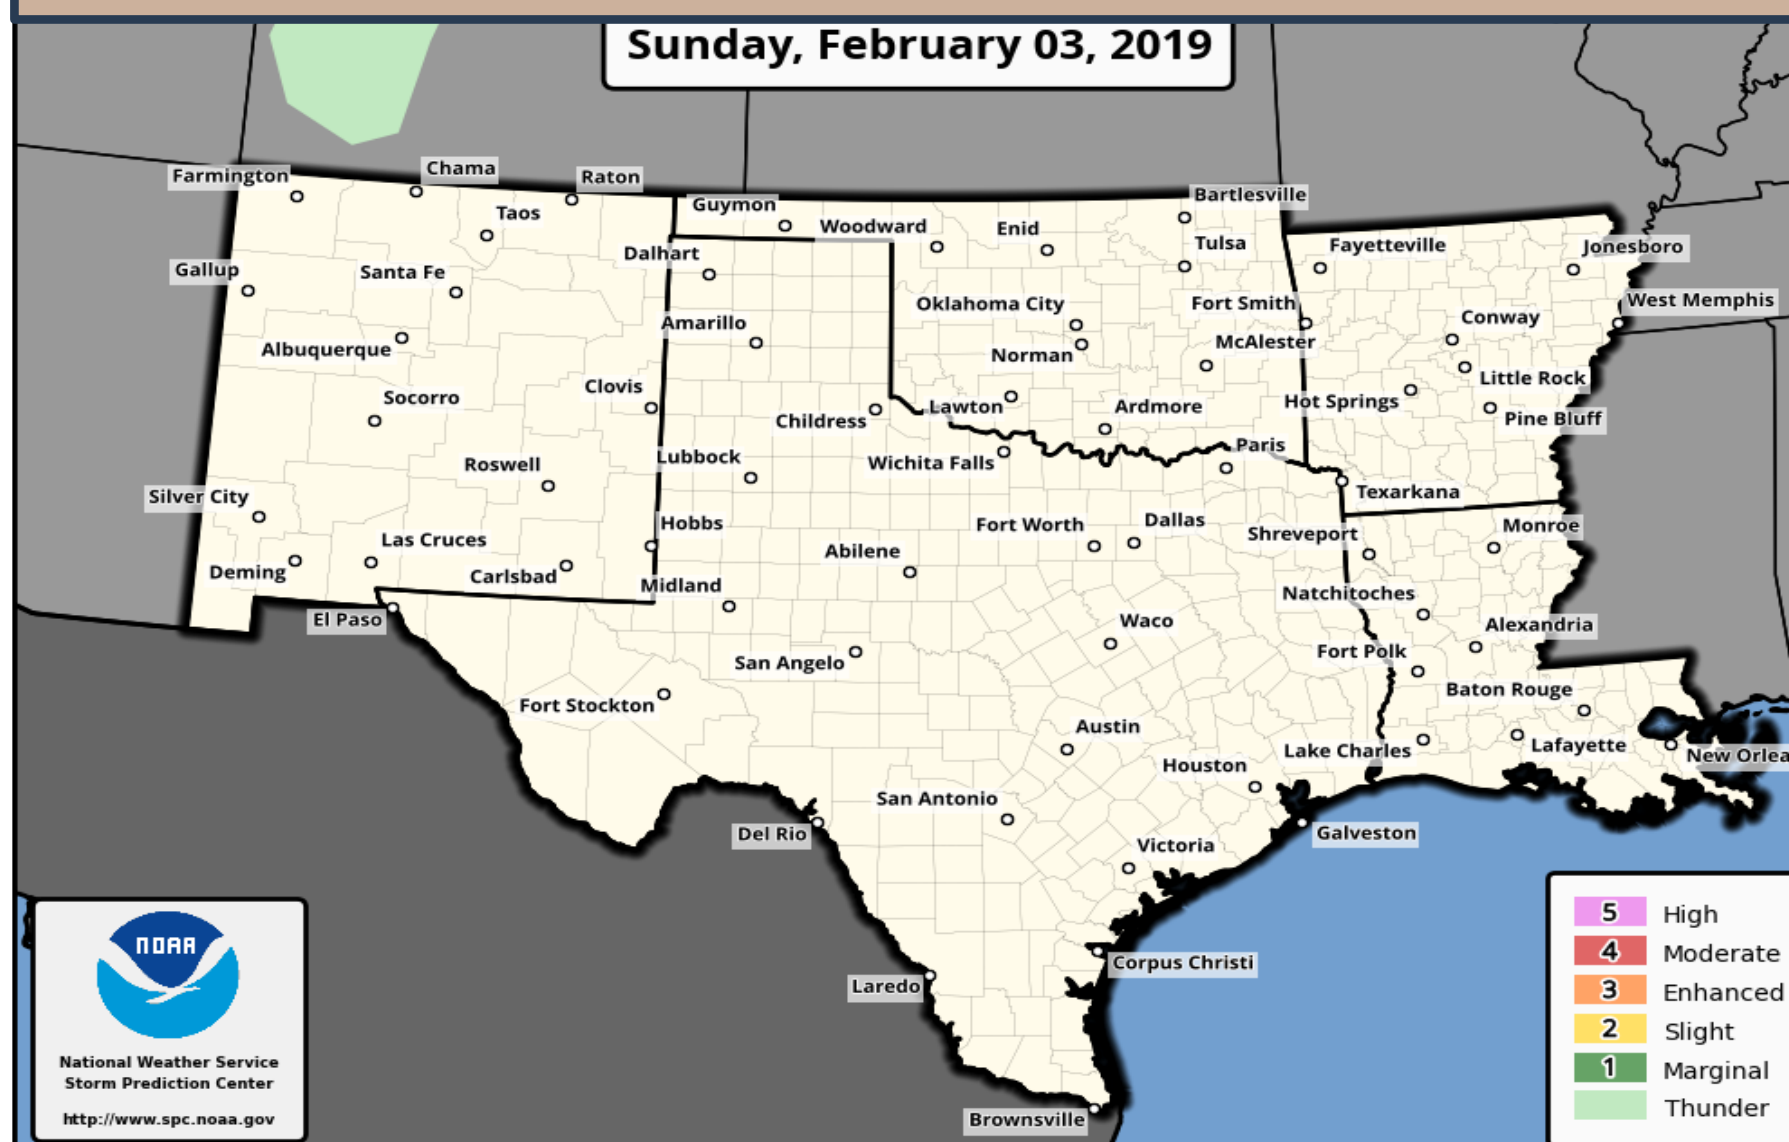 Sunday, February 03, 2019
Farmington
Chama
Raton
Taos
Guymon
Woodward
Enid
Bartlesville
Tulsa
Fayetteville
Jonesboro
Gallup
Santa Fe
Dalhart
Oklahoma City
Fort Smith
Conway
West Memphis
Albuquerque
Amarillo
Norman
McAlester
Little Rock
Socorro
Clovis
Childress
Lawton
Ardmore
Hot Springs
Pine Bluff
Roswell
Lubbock
Wichita Falls
Paris
Texarkana
Silver City
Las Cruces
Hobbs
Abilene
Fort Worth
Dallas
Shreveport
Monroe
Deming
Carlsbad
Midland
Natchitoches
El Paso
San Angelo
Waco
Fort Polk
Alexandria
Fort Stockton
Austin
Baton Rouge
Houston
Lake Charles
Lafayette
New Orlea
San Antonio
Del Rio
Victoria
Galveston
Laredo
Corpus Christi
Brownsville
NOAA
National Weather Service
Storm Prediction Center
http://www.spc.noaa.gov
5 High
4 Moderate
3 Enhanced
2 Slight
1 Marginal
Thunder